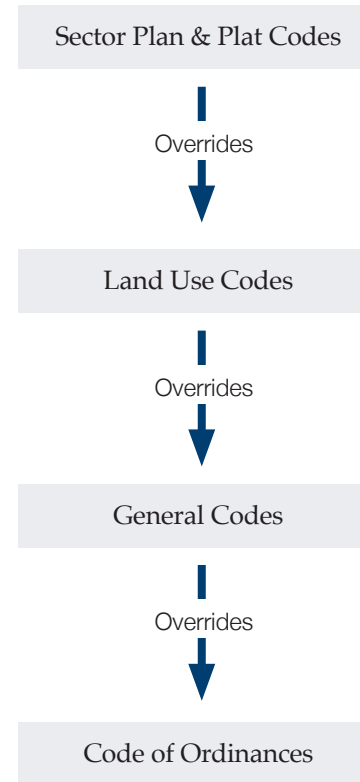 Sector Plan & Plat Codes
Overrides
Land Use Codes
Overrides
General Codes
Overrides
Code of Ordinances